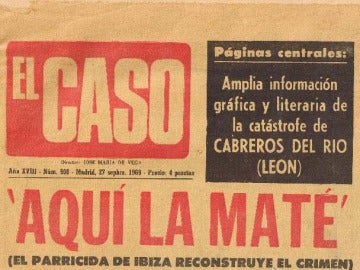 EL CASO
Director: JOSE MARIA DE VEGA
Año XVIII - Núm. 908 - Madrid, 27 sepbre. 1969 - Precio: 4 pesetas
Páginas centrales:
Amplia información
gráfica y literaria de
la catástrofe de
CABREROS DEL RIO
(LEON)
'AQUÍ LA MATÉ'
(EL PARRICIDA DE IBIZA RECONSTRUYE EL CRIMEN)